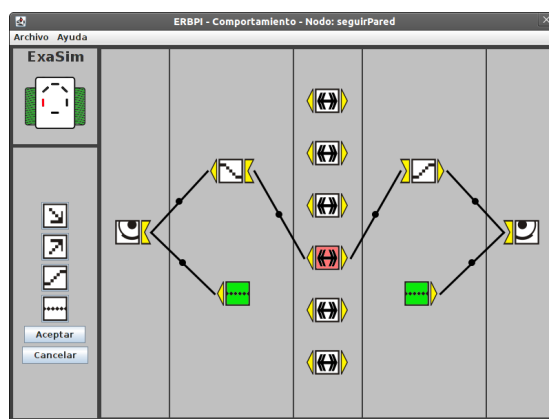 ERBPI - Comportamiento - Nodo: seguirPared
Archivo Ayuda
ExaSim
Aceptar
Cancelar